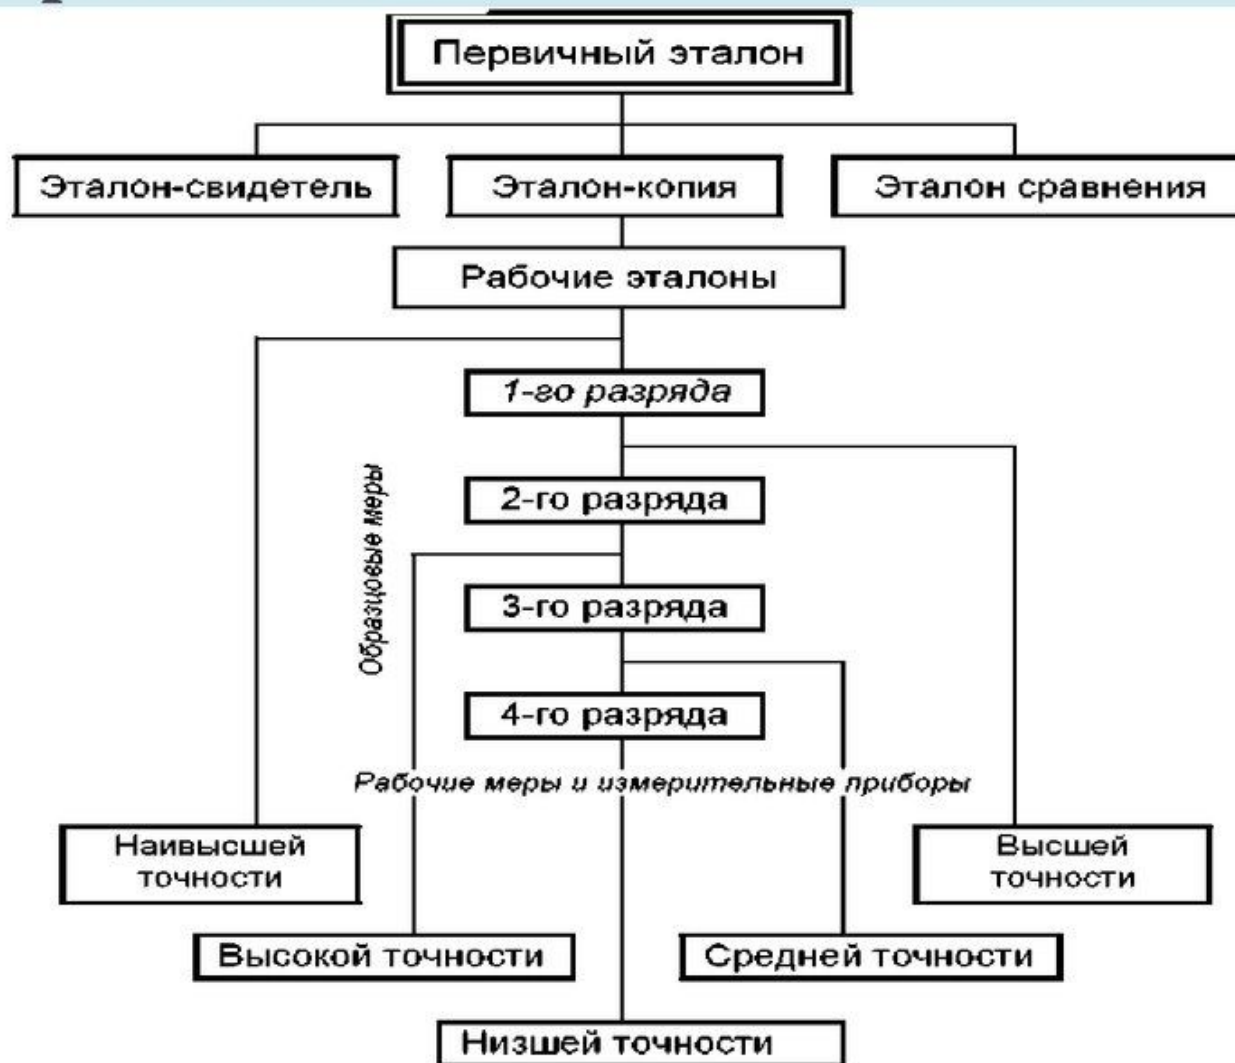 Первичный эталон
Эталон-свидетель
Эталон-копия
Эталон сравнения
Рабочие эталоны
1-го разряда
2-го разряда
Образцовые меры
3-го разряда
4-го разряда
Рабочие меры и измерительные приборы
Наивысшей
точности
Высшей
точности
Высокой точности
Средней точности
Низшей точности